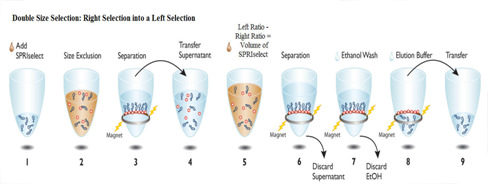 Double Size Selection: Right Selection into a Left Selection
Add
SPRIselect
Size Exclusion
Separation
Transfer
Supernatant
Left Ratio -
Right Ratio =
Volume of
SPRIselect
Separation
Ethanol Wash
Elution Buffer
Transfer
Magnet
Magnet
Magnet
Magnet
1
2
3
4
5
6
7
8
9
Discard
Supernatant
Discard
EtOH